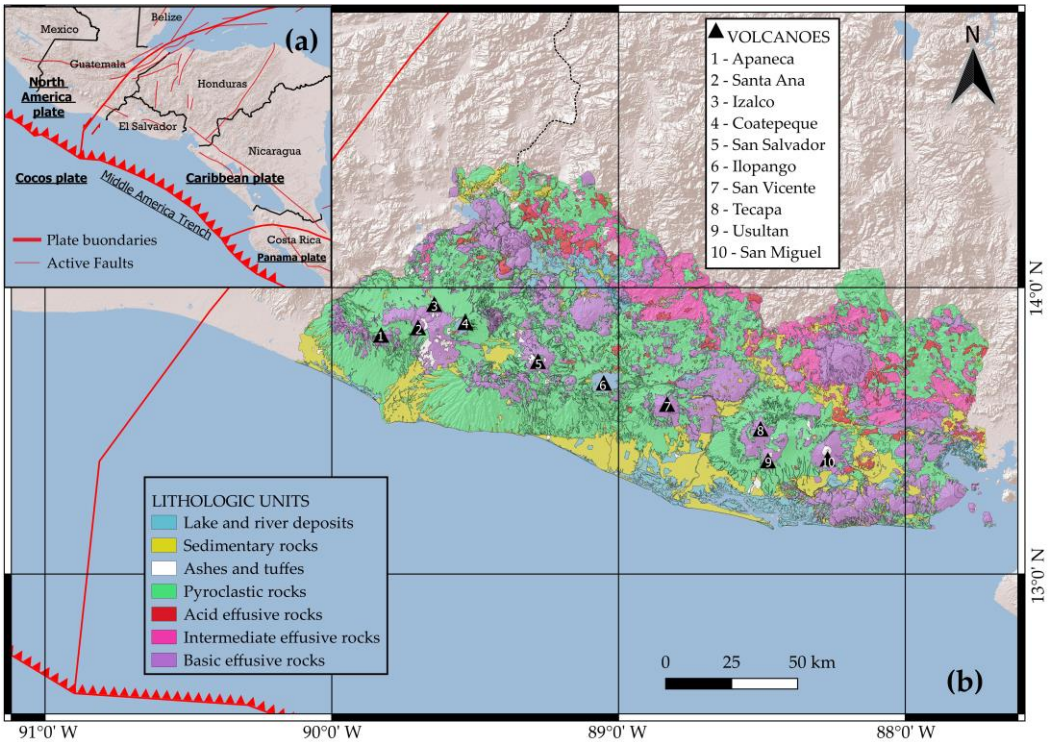 Mexico
Belize
(a)
Guatemala
North
America
plate
Honduras
El Salvador
Nicaragua
Cocos plate
Caribbean plate
Middle America Trench
Costa Rica
Panama plate
Plate buondaries
Active Faults
VOLCANOES
1 - Apaneca
2 - Santa Ana
3 - Izalco
4 - Coatepeque
5 - San Salvador
6 - Ilopango
7 - San Vicente
8 - Tecapa
9 - Usultan
10 - San Miguel
N
14°0' N
1
2
3
4
5
6
7
8
9
10
LITHOLOGIC UNITS
Lake and river deposits
Sedimentary rocks
Ashes and tuffes
Pyroclastic rocks
Acid effusive rocks
Intermediate effusive rocks
Basic effusive rocks
13°0' N
0 25 50 km
(b)
91°0' W 90°0' W 89°0' W 88°0' W